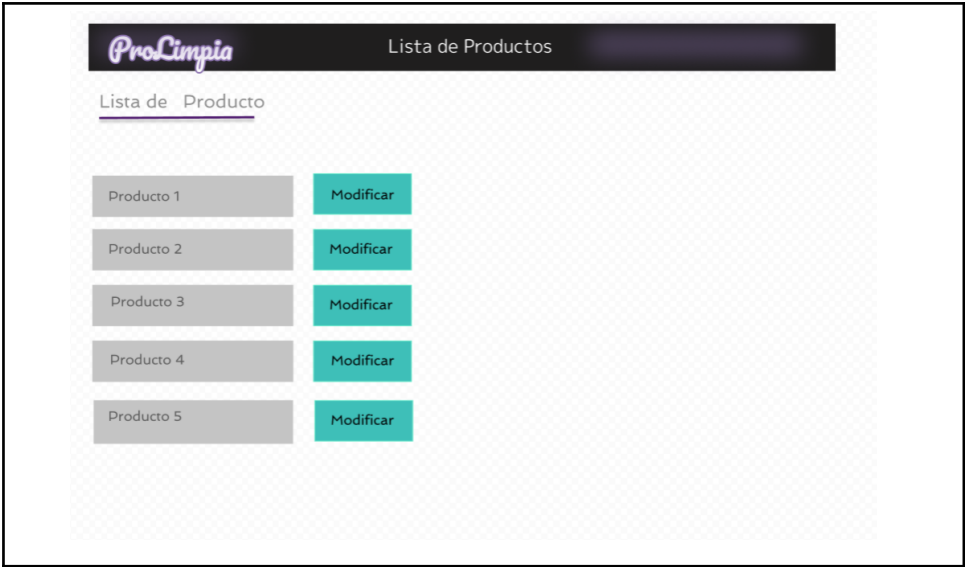 ProLimpia
Lista de Productos
Lista de Producto
Producto 1
Modificar
Producto 2
Modificar
Producto 3
Modificar
Producto 4
Modificar
Producto 5
Modificar